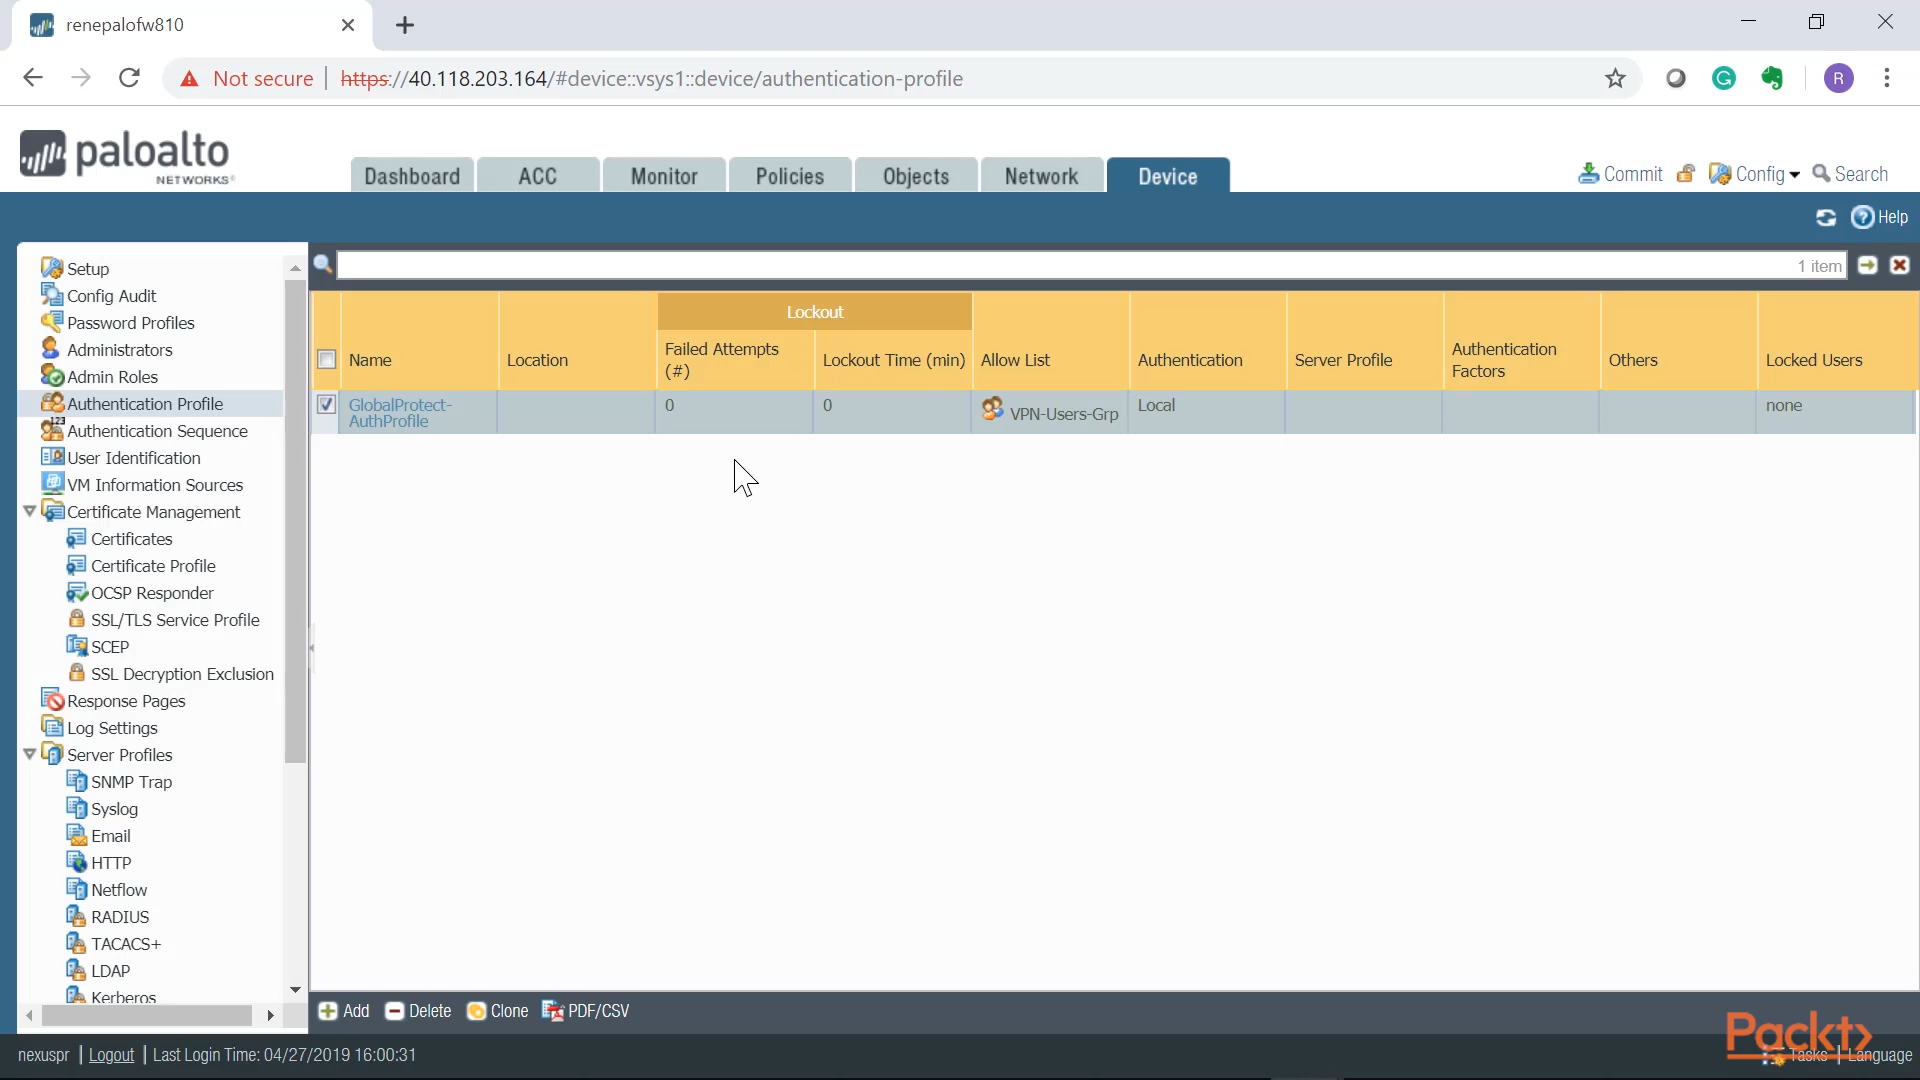 renepalofw810
Not secure https://40.118.203.164/#device::vsys1::device/authentication-profile
R
paloalto
NETWORKS
Dashboard ACC Monitor Policies Objects Network Device
Commit Config Search
Help
1 item
Setup
Config Audit
Password Profiles
Administrators
Admin Roles
Authentication Profile
Authentication Sequence
User Identification
VM Information Sources
Certificate Management
Certificates
Certificate Profile
OCSP Responder
SSL/TLS Service Profile
SCEP
SSL Decryption Exclusion
Response Pages
Log Settings
Server Profiles
SNMP Trap
Syslog
Email
HTTP
Netflow
RADIUS
TACACS+
LDAP
Kerberos
Lockout
Name Location Failed Attempts (#) Lockout Time (min) Allow List Authentication Server Profile Authentication Factors Others Locked Users
GlobalProtect-AuthProfile 0 0 VPN-Users-Grp Local none
Add Delete Clone PDF/CSV
nexuspr | Logout | Last Login Time: 04/27/2019 16:00:31
Tasks | Language
Packt>